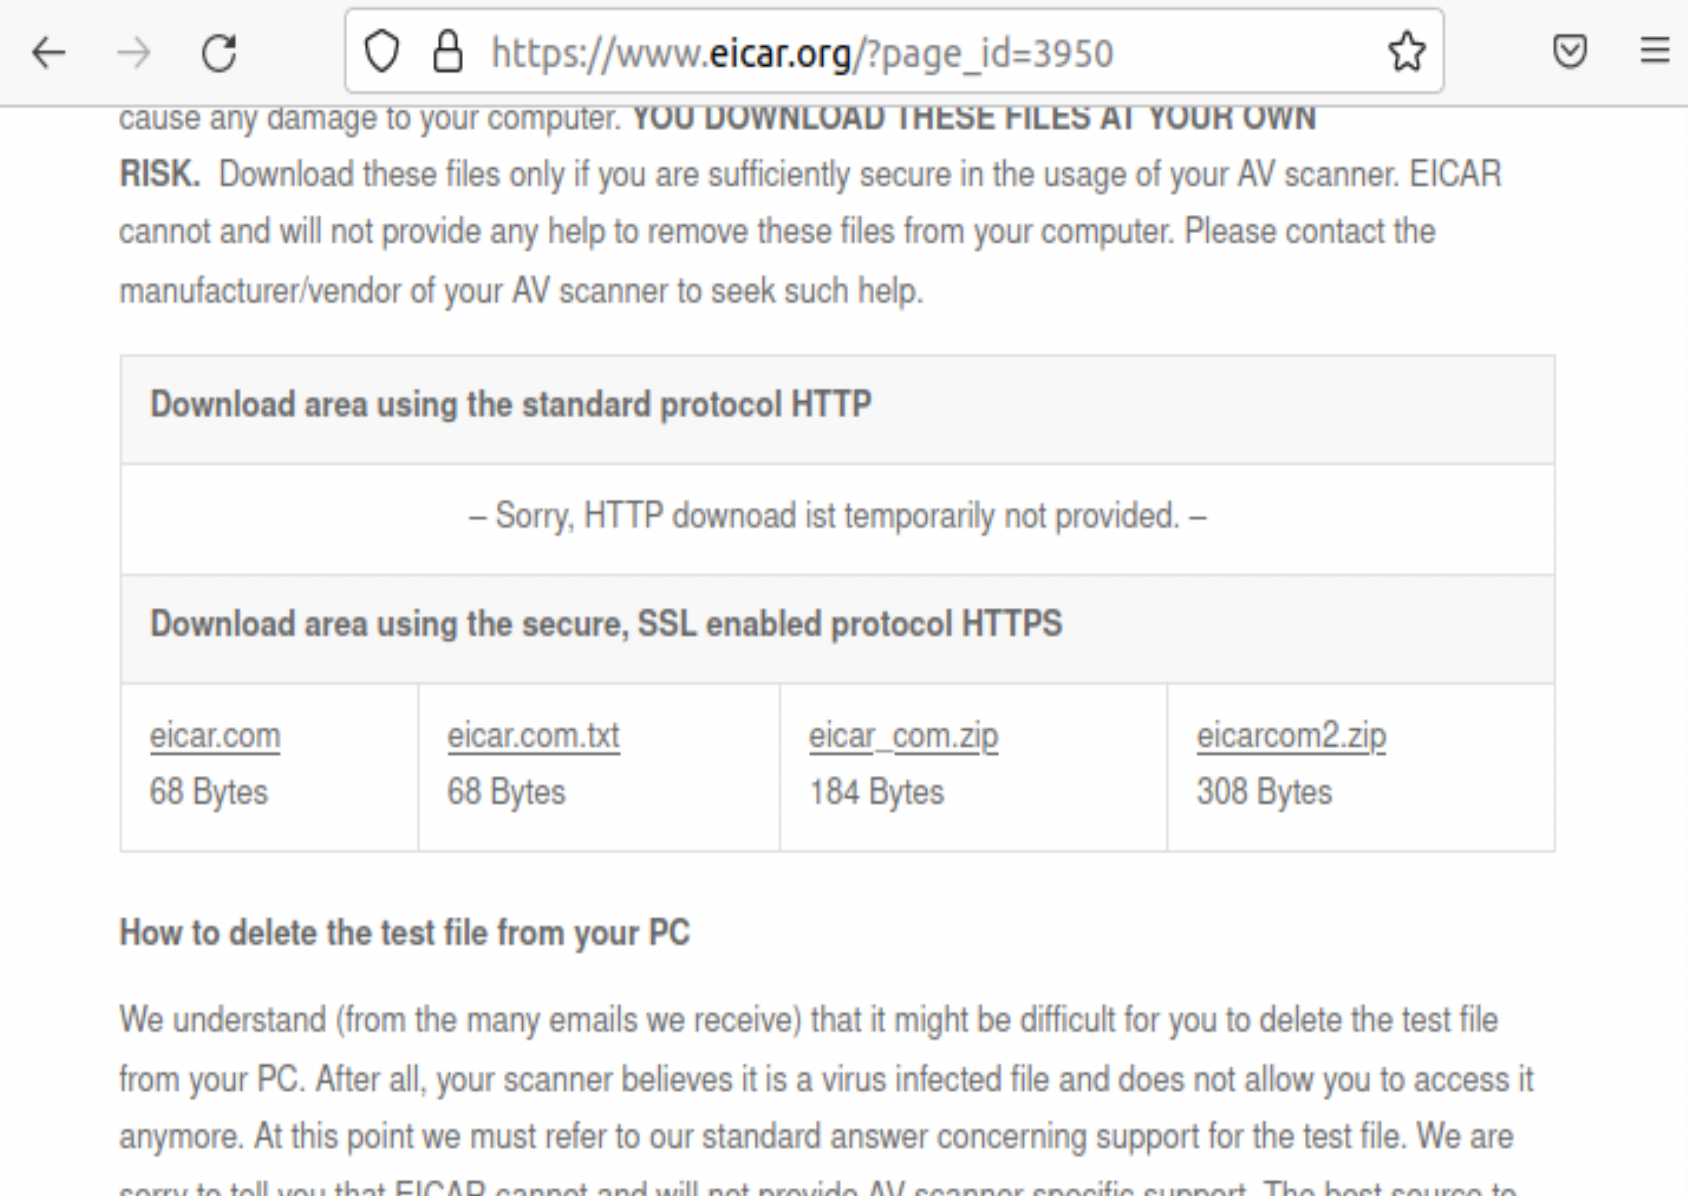 https://www.eicar.org/?page_id=3950
cause any damage to your computer. YOU DOWNLOAD THESE FILES AT YOUR OWN
RISK. Download these files only if you are sufficiently secure in the usage of your AV scanner. EICAR
cannot and will not provide any help to remove these files from your computer. Please contact the
manufacturer/vendor of your AV scanner to seek such help.
Download area using the standard protocol HTTP
– Sorry, HTTP downoad ist temporarily not provided. –
Download area using the secure, SSL enabled protocol HTTPS
eicar.com eicar.com.txt eicar_com.zip eicarcom2.zip
68 Bytes 68 Bytes 184 Bytes 308 Bytes
How to delete the test file from your PC
We understand (from the many emails we receive) that it might be difficult for you to delete the test file
from your PC. After all, your scanner believes it is a virus infected file and does not allow you to access it
anymore. At this point we must refer to our standard answer concerning support for the test file. We are
sorry to tell you that EICAR cannot and will not provide AV scanner specific support. The best source to